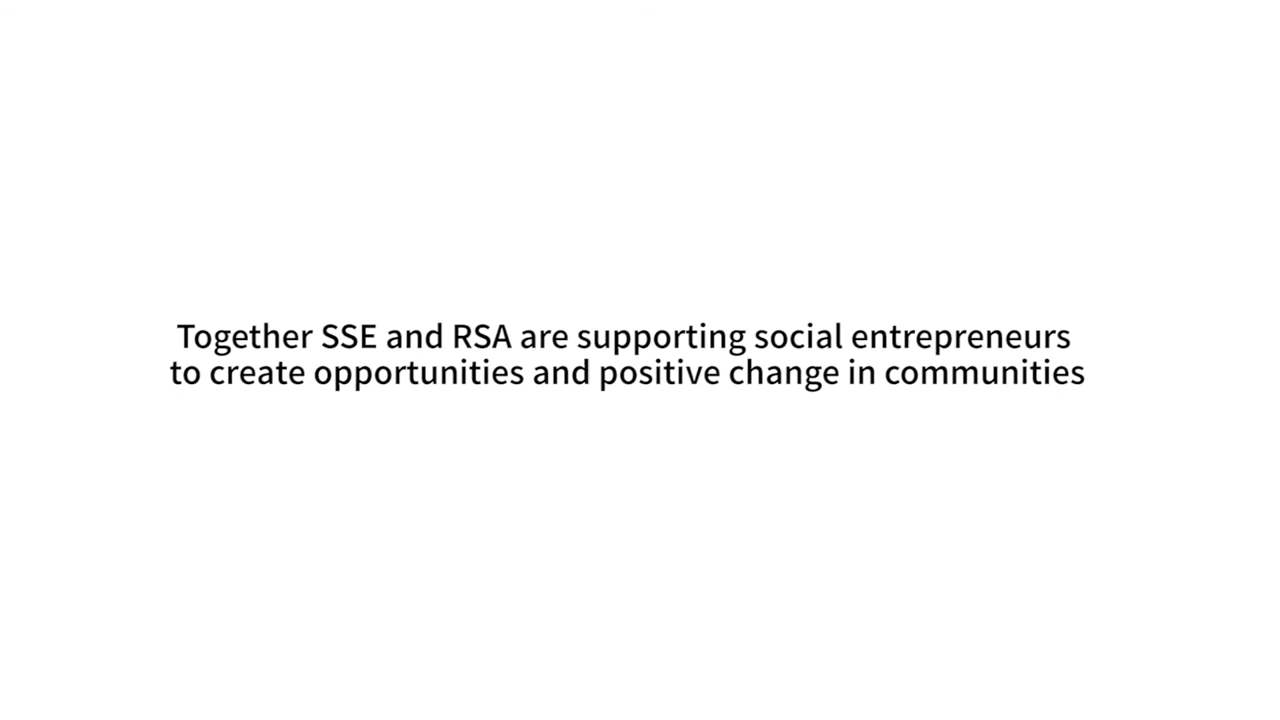 Together SSE and RSA are supporting social entrepreneurs
to create opportunities and positive change in communities